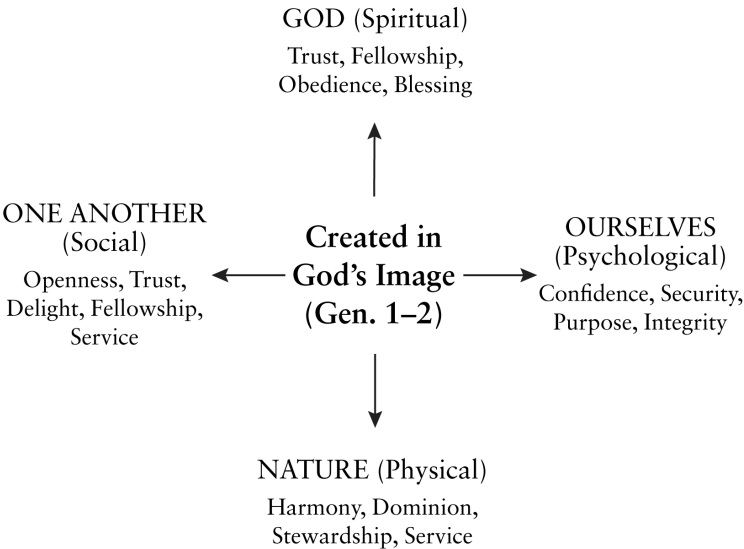 GOD (Spiritual)
Trust, Fellowship,
Obedience, Blessing
ONE ANOTHER
(Social)
Openness, Trust,
Delight, Fellowship,
Service
Created in
God’s Image
(Gen. 1–2)
OURSELVES
(Psychological)
Confidence, Security,
Purpose, Integrity
NATURE (Physical)
Harmony, Dominion,
Stewardship, Service